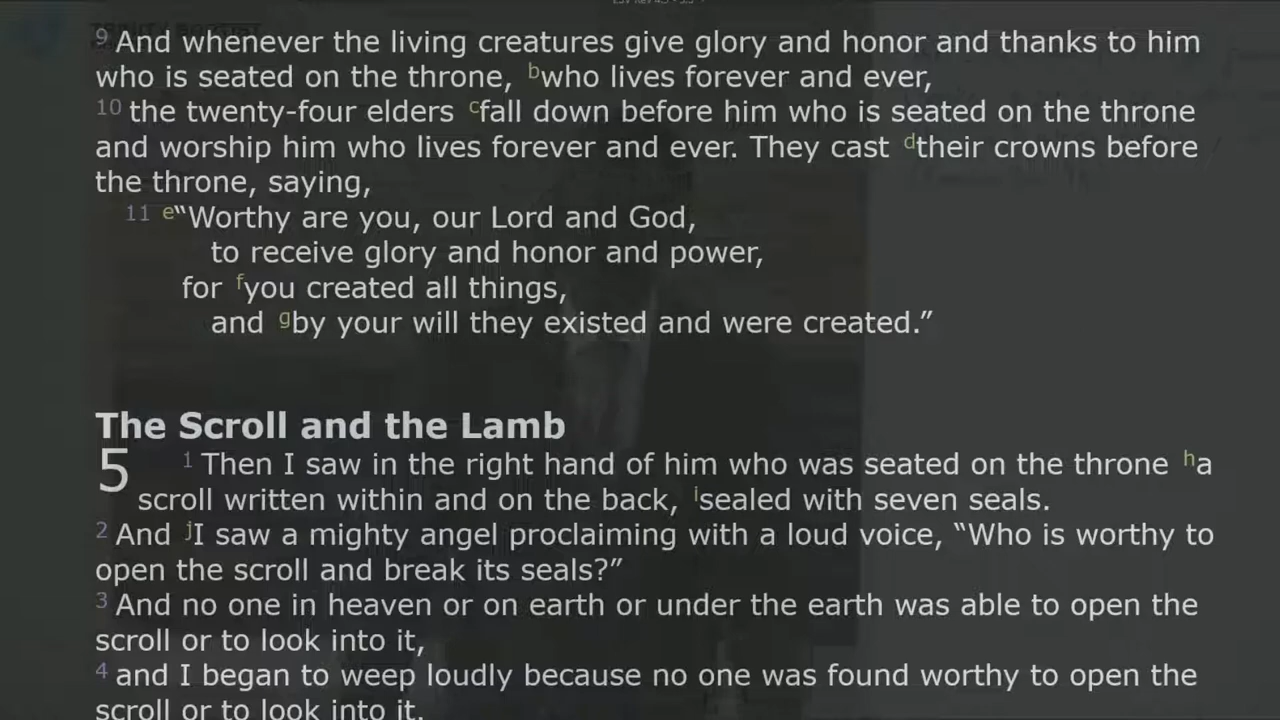 9 And whenever the living creatures give glory and honor and thanks to him
who is seated on the throne, b who lives forever and ever,
10 the twenty-four elders c fall down before him who is seated on the throne
and worship him who lives forever and ever. They cast d their crowns before
the throne, saying,
11 e “Worthy are you, our Lord and God,
to receive glory and honor and power,
for f you created all things,
and g by your will they existed and were created.”
The Scroll and the Lamb
5 1 Then I saw in the right hand of him who was seated on the throne h a
scroll written within and on the back, i sealed with seven seals.
2 And j I saw a mighty angel proclaiming with a loud voice, “Who is worthy to
open the scroll and break its seals?”
3 And no one in heaven or on earth or under the earth was able to open the
scroll or to look into it,
4 and I began to weep loudly because no one was found worthy to open the
scroll or to look into it.